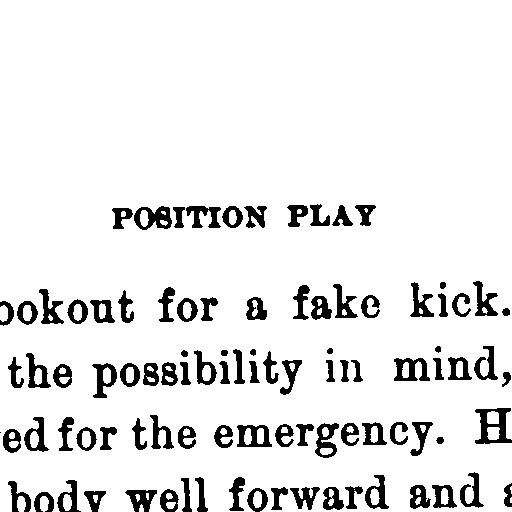 POSITION PLAY
ookout for a fake kick.
the possibility in mind,
ed for the emergency. H
body well forward and a